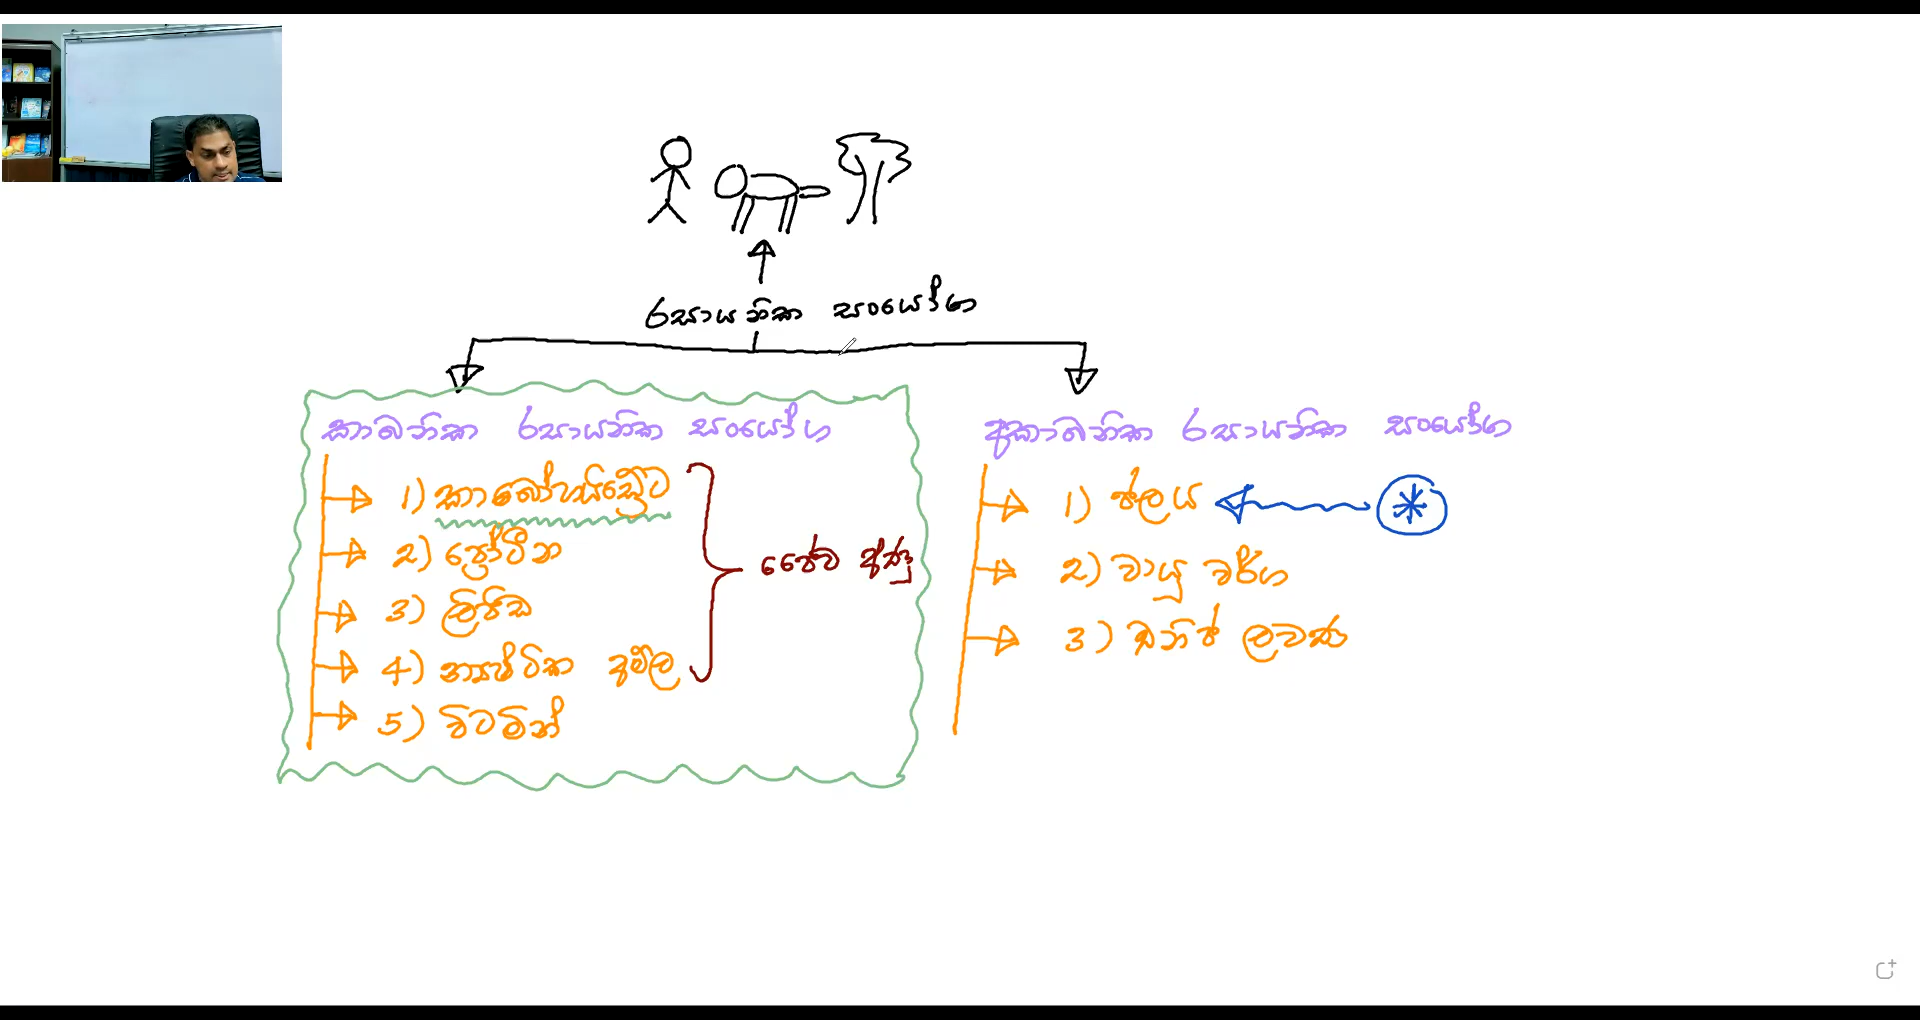 රසායනික සංයෝග
කාබනික රසායනික සංයෝග
1) කාබෝහයිඩ්‍රේට
2) ප්‍රෝටීන
3) ලිපිඩ
4) න්‍යෂ්ටික අම්ල
5) විටමින්
ජෛව අණු
අකාබනික රසායනික සංයෝග
1) ජලය
2) වායු වර්ග
3) ඛනිජ ලවණ